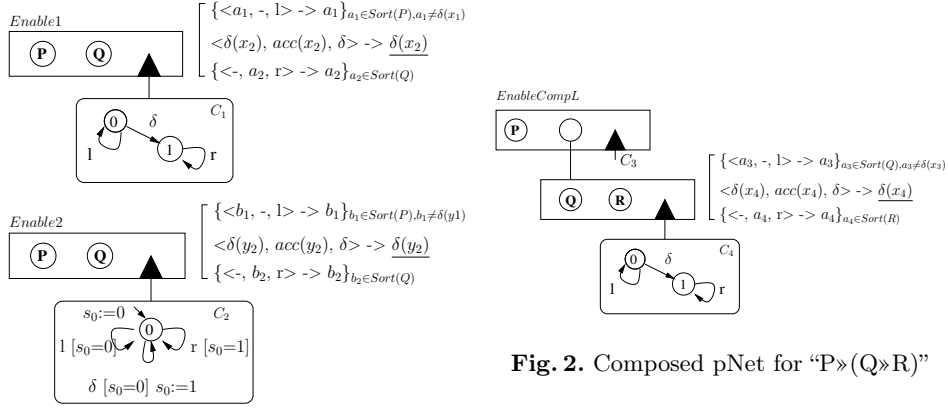 Enable1
P Q
{<a₁, -, l> -> a₁}a₁∈Sort(P),a₁≠δ(x₁)
<δ(x₂), acc(x₂), δ> -> δ(x₂)
{<-, a₂, r> -> a₂}a₂∈Sort(Q)
C₁
0 δ
l 1 r
Enable2
P Q
{<b₁, -, l> -> b₁}b₁∈Sort(P),b₁≠δ(y1)
<δ(y₂), acc(y₂), δ> -> δ(y₂)
{<-, b₂, r> -> b₂}b₂∈Sort(Q)
s₀:=0 C₂
0
l [s₀=0] r [s₀=1]
δ [s₀=0] s₀:=1
EnableCompL
P
C₃
Q R
{<a₃, -, l> -> a₃}a₃∈Sort(Q),a₃≠δ(x₃)
<δ(x₄), acc(x₄), δ> -> δ(x₄)
{<-, a₄, r> -> a₄}a₄∈Sort(R)
C₄
0 δ
l 1 r
Fig. 2. Composed pNet for “P»(Q»R)”